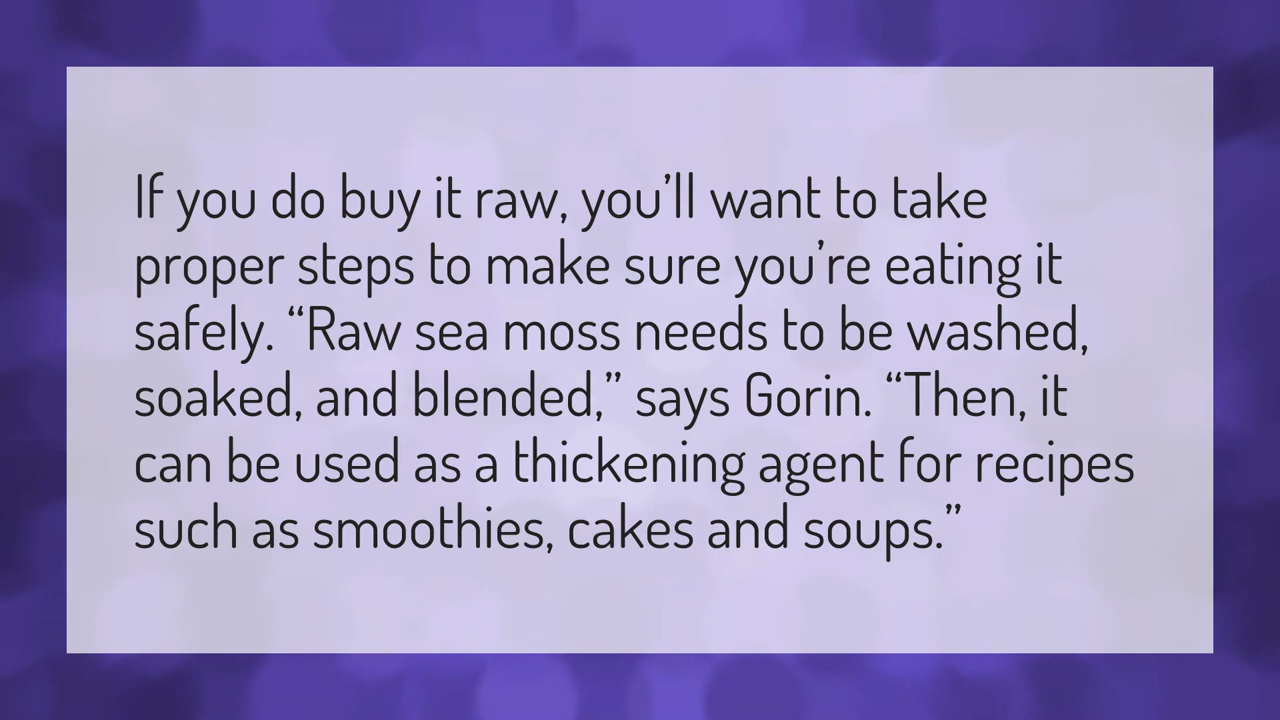 If you do buy it raw, you’ll want to take
proper steps to make sure you’re eating it
safely. “Raw sea moss needs to be washed,
soaked, and blended,” says Gorin. “Then, it
can be used as a thickening agent for recipes
such as smoothies, cakes and soups.”